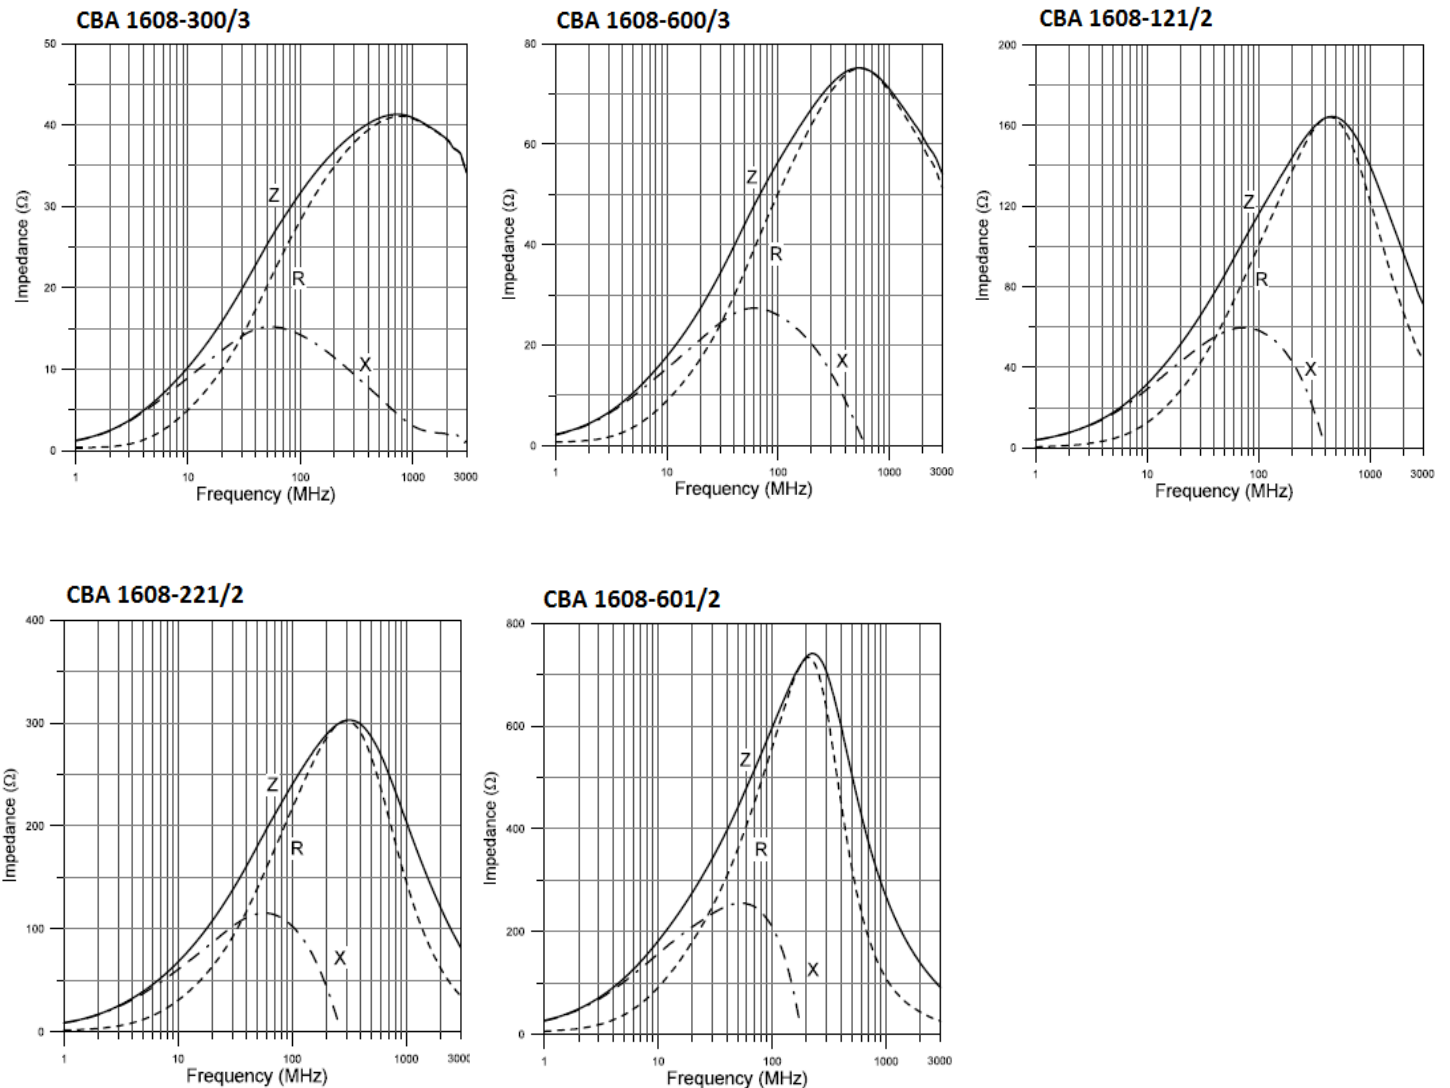 CBA 1608-300/3
50
40
30
20
10
0
Impedance (Ω)
Z
R
X
1 10 100 1000 3000
Frequency (MHz)
CBA 1608-600/3
80
60
40
20
0
Impedance (Ω)
Z
R
X
1 10 100 1000 3000
Frequency (MHz)
CBA 1608-121/2
200
160
120
80
40
0
Impedance (Ω)
Z
R
X
1 10 100 1000 3000
Frequency (MHz)
CBA 1608-221/2
400
300
200
100
0
Impedance (Ω)
Z
R
X
1 10 100 1000 3000
Frequency (MHz)
CBA 1608-601/2
800
600
400
200
0
Impedance (Ω)
Z
R
X
1 10 100 1000 3000
Frequency (MHz)